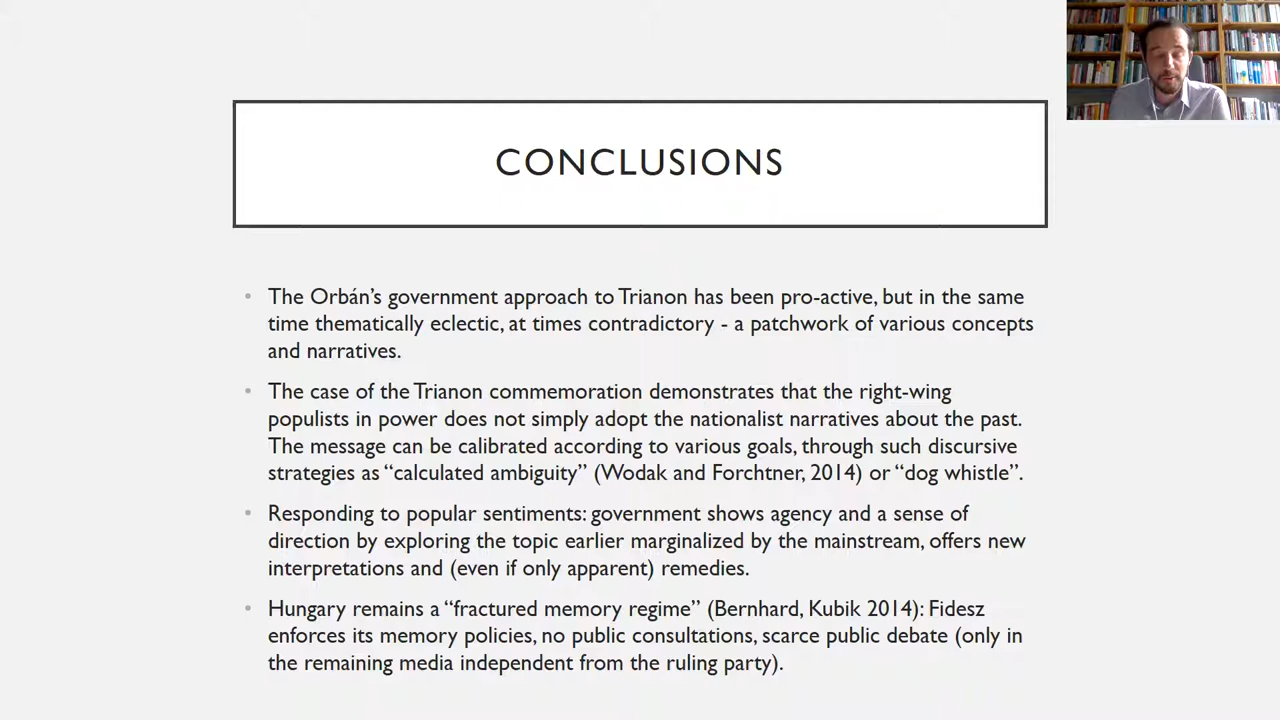 CONCLUSIONS
• The Orbán’s government approach to Trianon has been pro-active, but in the same
time thematically eclectic, at times contradictory - a patchwork of various concepts
and narratives.
• The case of the Trianon commemoration demonstrates that the right-wing
populists in power does not simply adopt the nationalist narratives about the past.
The message can be calibrated according to various goals, through such discursive
strategies as “calculated ambiguity” (Wodak and Forchtner, 2014) or “dog whistle”.
• Responding to popular sentiments: government shows agency and a sense of
direction by exploring the topic earlier marginalized by the mainstream, offers new
interpretations and (even if only apparent) remedies.
• Hungary remains a “fractured memory regime” (Bernhard, Kubik 2014): Fidesz
enforces its memory policies, no public consultations, scarce public debate (only in
the remaining media independent from the ruling party).